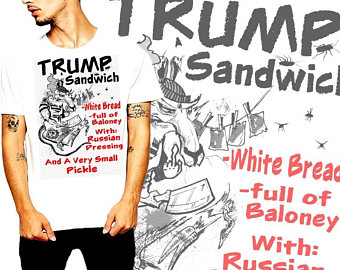 TRUMP
Sandwich
-White Bread
-full of
Baloney
With:
Russian
Dressing
And A Very Small
Pickle
TRUMP
Sandwich
-White Bread
-full of
Baloney
With:
Russian